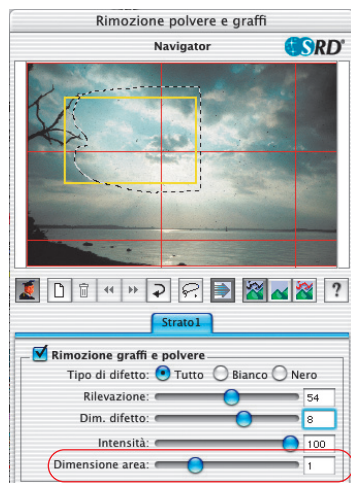 Rimozione polvere e graffi
Navigator
SRD
?
Strato1
Rimozione graffi e polvere
Tipo di difetto: Tutto Bianco Nero
Rilevazione: 54
Dim. difetto: 8
Intensità: 100
Dimensione area: 1